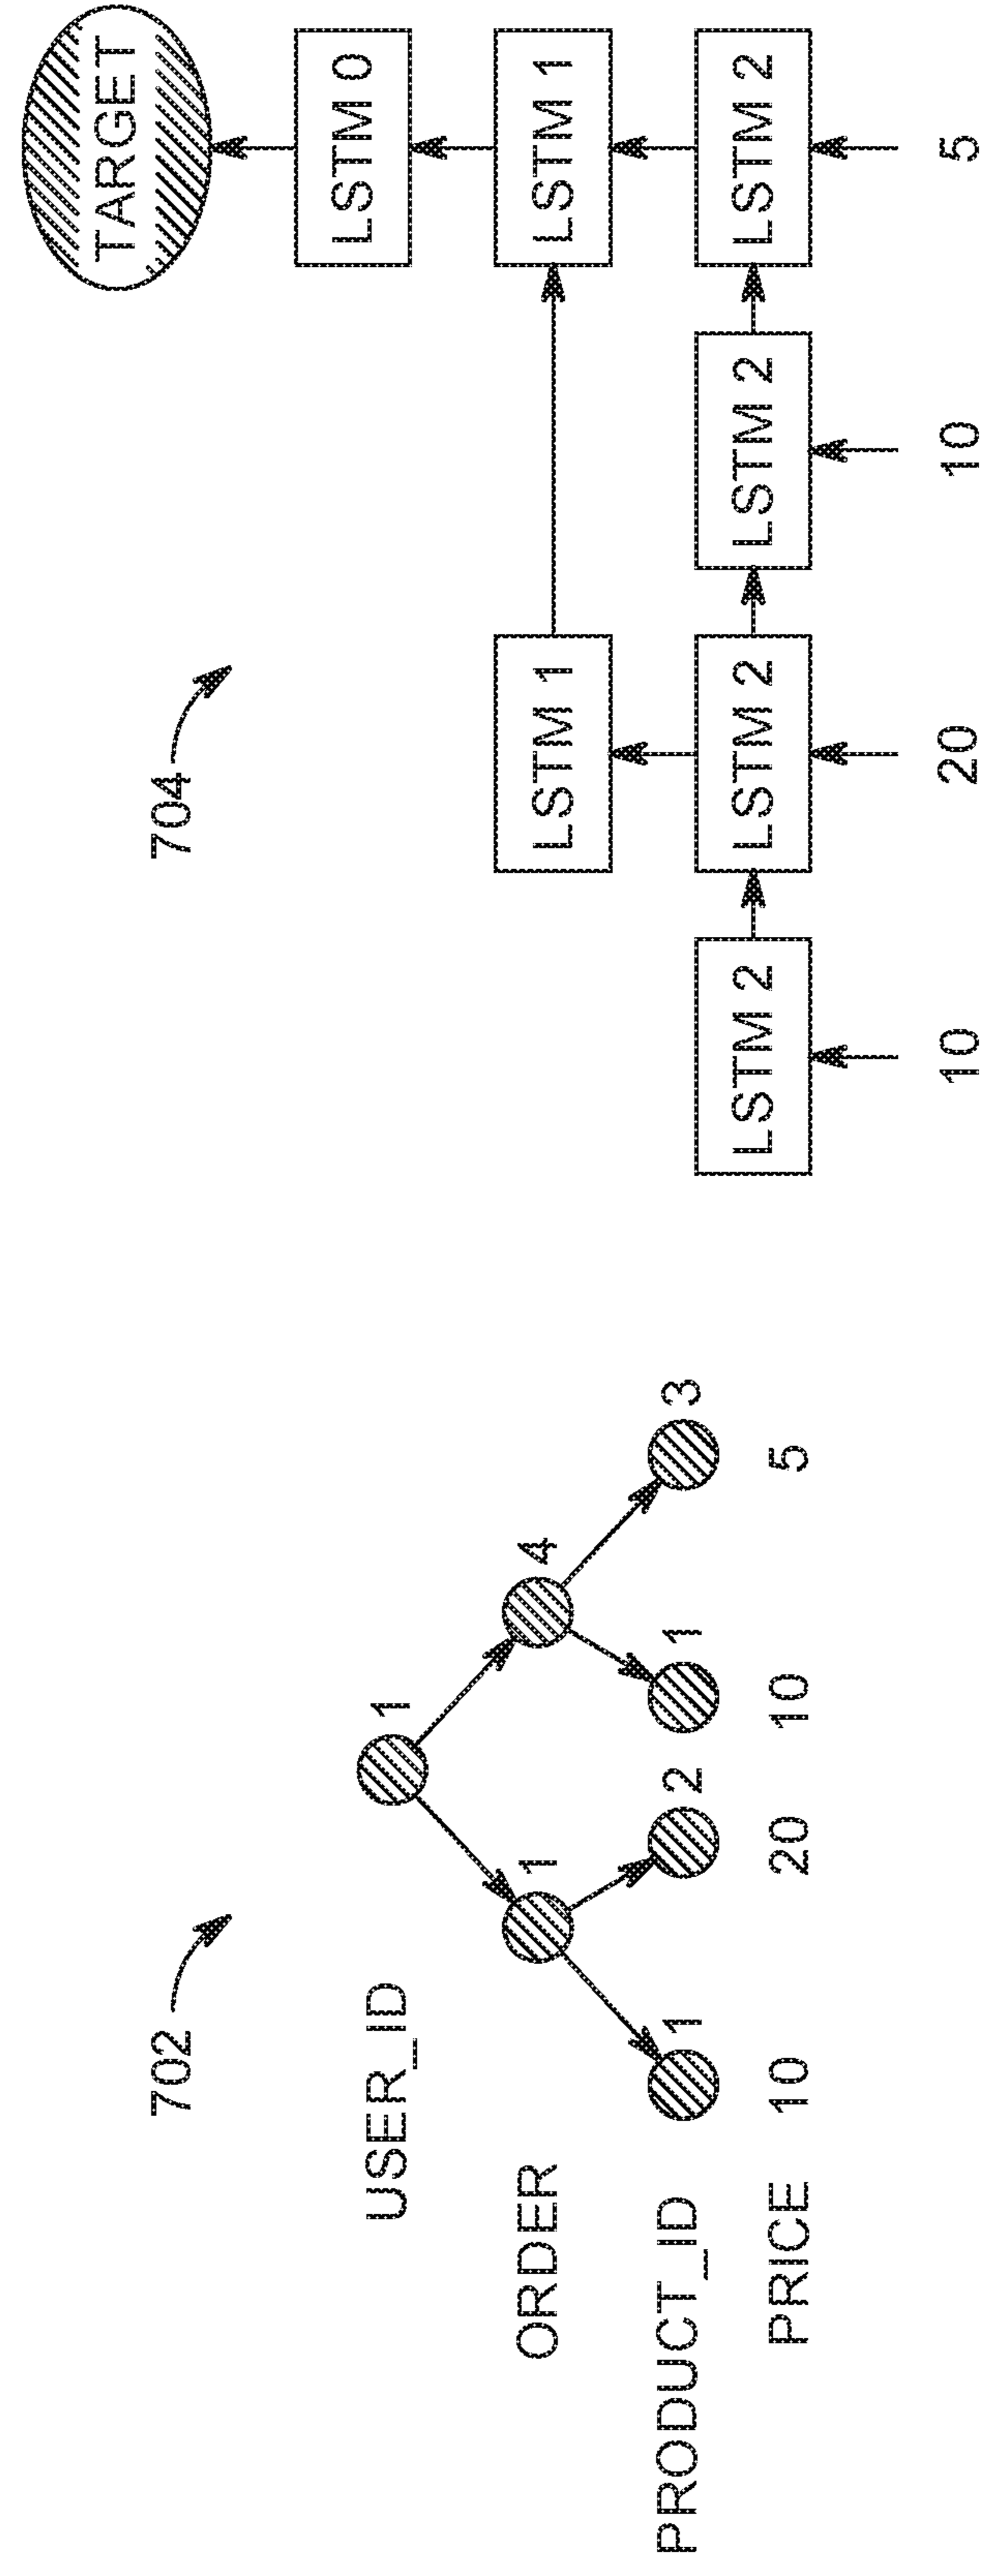 702
USER_ID 1
ORDER 1 4
PRODUCT_ID 1 2 1 3
PRICE 10 20 10 5
704
TARGET
LSTM 0
LSTM 1 LSTM 1
LSTM 2 LSTM 2 LSTM 2 LSTM 2
10 20 10 5